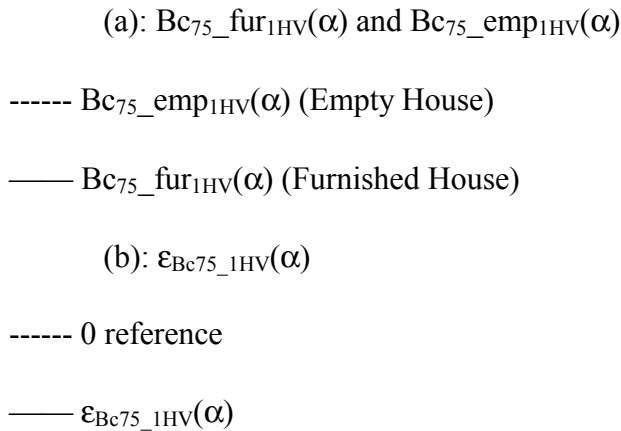 (a): Bc₇₅_fur₁HV(α) and Bc₇₅_emp₁HV(α)
------ Bc₇₅_emp₁HV(α) (Empty House)
—— Bc₇₅_fur₁HV(α) (Furnished House)
(b): εBc75_1HV(α)
------ 0 reference
—— εBc75_1HV(α)